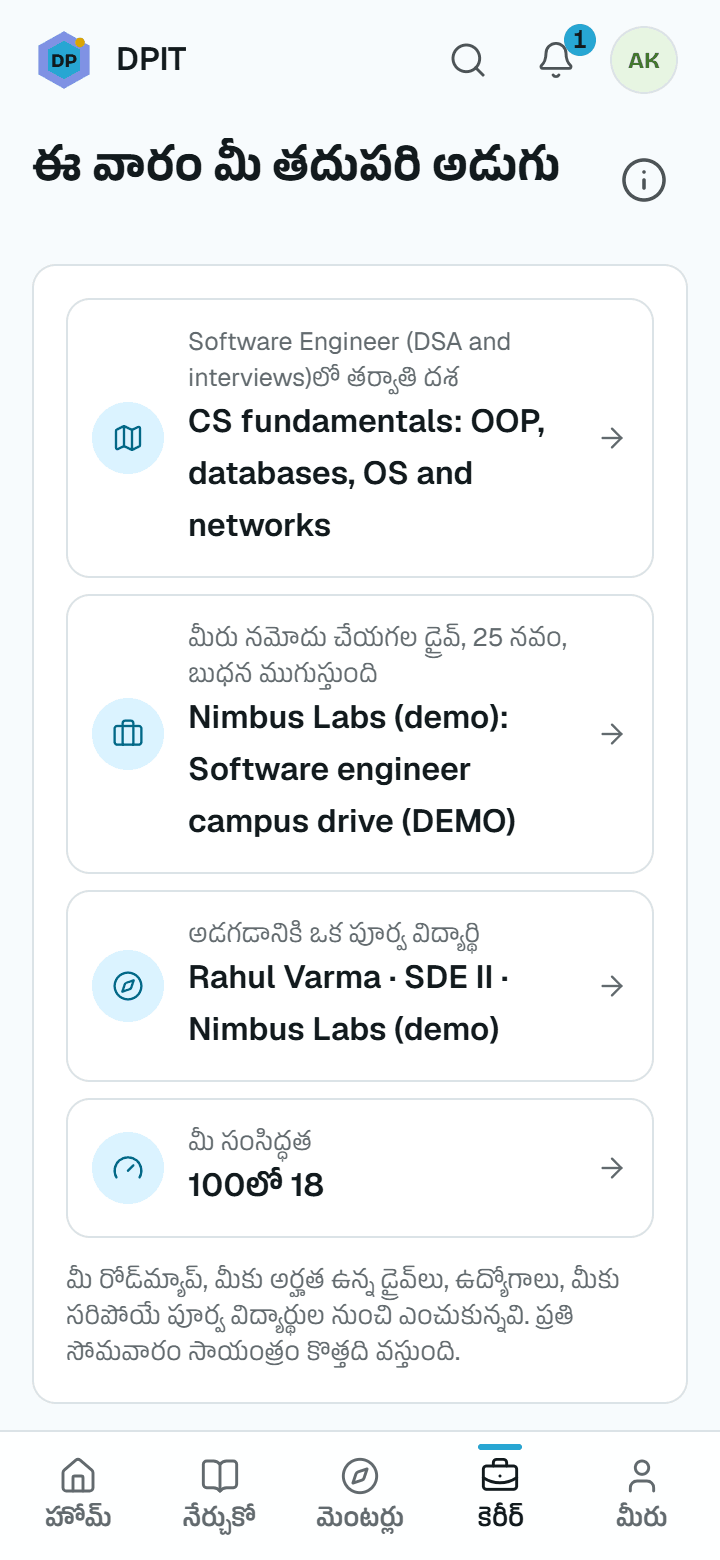 DP
DPIT
1
AK
ఈ వారం మీ తదుపరి అడుగు
Software Engineer (DSA and
interviews)లో తర్వాతి దశ
CS fundamentals: OOP,
databases, OS and
networks
మీరు నమోదు చేయగల డ్రైవ్, 25 నవం,
బుధన ముగుస్తుంది
Nimbus Labs (demo):
Software engineer
campus drive (DEMO)
అడగడానికి ఒక పూర్వ విద్యార్థి
Rahul Varma · SDE II ·
Nimbus Labs (demo)
మీ సంసిద్ధత
100లో 18
మీ రోడ్‌మ్యాప్, మీకు అర్హత ఉన్న డ్రైవ్‌లు, ఉద్యోగాలు, మీకు
సరిపోయే పూర్వ విద్యార్థుల నుంచి ఎంచుకున్నవి. ప్రతి
సోమవారం సాయంత్రం కొత్తది వస్తుంది.
హోమ్
నేర్చుకో
మెంటర్లు
కెరీర్
మీరు